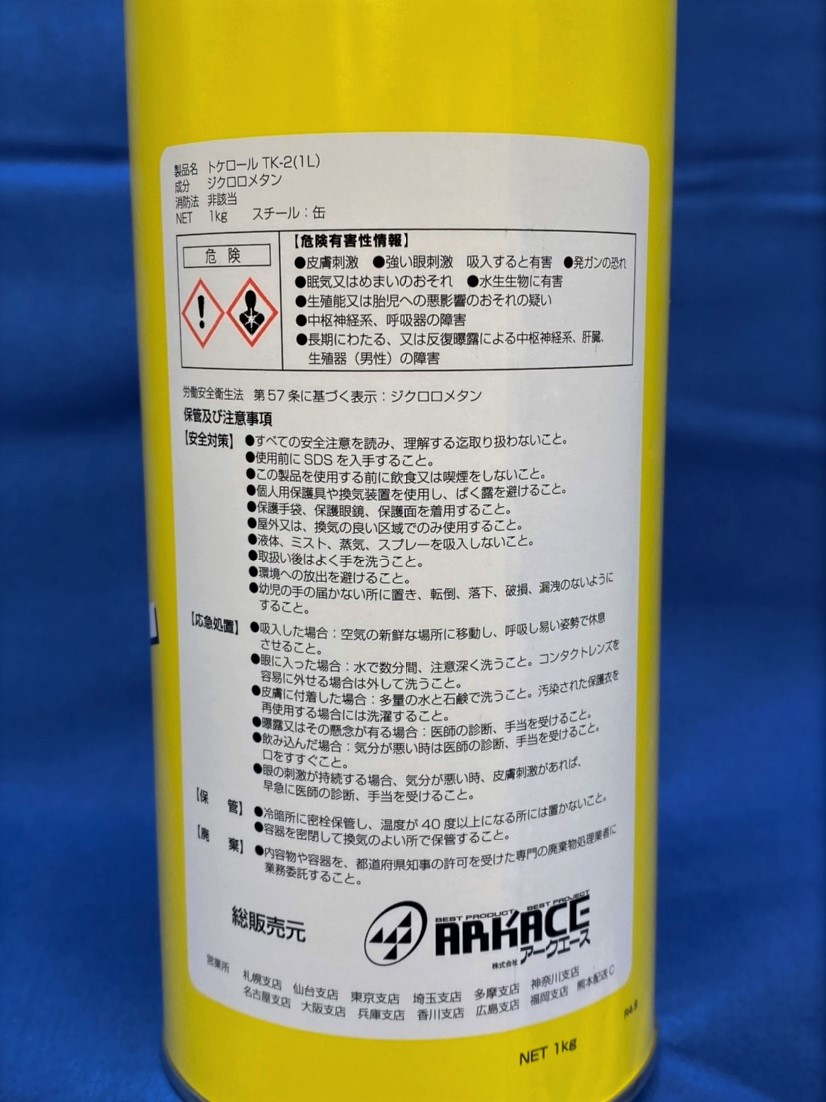 製品名 トケロール TK-2(1L)
成分 ジクロロメタン
消防法 非該当
NET 1kg スチール：缶
危険
【危険有害性情報】
●皮膚刺激 ●強い眼刺激 吸入すると有害 ●発ガンの恐れ
●眠気又はめまいのおそれ ●水生生物に有害
●生殖能又は胎児への悪影響のおそれの疑い
●中枢神経系、呼吸器の障害
●長期にわたる、又は反復曝露による中枢神経系、肝臓、
生殖器（男性）の障害
労働安全衛生法 第57条に基づく表示：ジクロロメタン
保管及び注意事項
【安全対策】●すべての安全注意を読み、理解する迄取り扱わないこと。
●使用前にSDSを入手すること。
●この製品を使用する前に飲食又は喫煙をしないこと。
●個人用保護具や換気装置を使用し、ばく露を避けること。
●保護手袋、保護眼鏡、保護面を着用すること。
●屋外又は、換気の良い区域でのみ使用すること。
●液体、ミスト、蒸気、スプレーを吸入しないこと。
●取扱い後はよく手を洗うこと。
●環境への放出を避けること。
●幼児の手の届かない所に置き、転倒、落下、破損、漏洩のないように
すること。
【応急処置】●吸入した場合：空気の新鮮な場所に移動し、呼吸し易い姿勢で休息
させること。
●眼に入った場合：水で数分間、注意深く洗うこと。コンタクトレンズを
容易に外せる場合は外して洗うこと。
●皮膚に付着した場合：多量の水と石鹸で洗うこと。汚染された保護衣を
再使用する場合には洗濯すること。
●曝露又はその懸念が有る場合：医師の診断、手当を受けること。
●飲み込んだ場合：気分が悪い時は医師の診断、手当を受けること。
口をすすぐこと。
●眼の刺激が持続する場合、気分が悪い時、皮膚刺激があれば、
早急に医師の診断、手当を受けること。
【保管】●冷暗所に密栓保管し、温度が40度以上になる所には置かないこと。
●容器を密閉して換気のよい所で保管すること。
【廃棄】●内容物や容器を、都道府県知事の許可を受けた専門の廃棄物処理業者に
業務委託すること。
総販売元
BEST PRODUCT BEST PROJECT
ARKACE
株式会社 アークエース
営業所 札幌支店 仙台支店 東京支店 埼玉支店 多摩支店 神奈川支店
名古屋支店 大阪支店 兵庫支店 香川支店 広島支店 福岡支店 熊本配送C
NET 1kg